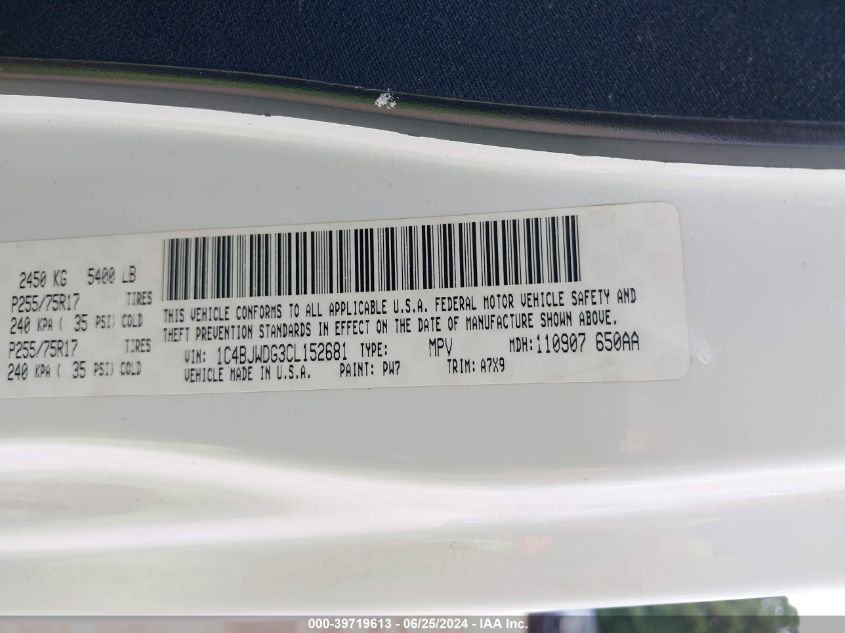 2450 KG 5400 LB
P255/75R17 TIRES
240 KPA ( 35 PSI) COLD
P255/75R17 TIRES
240 KPA ( 35 PSI) COLD
THIS VEHICLE CONFORMS TO ALL APPLICABLE U.S.A. FEDERAL MOTOR VEHICLE SAFETY AND
THEFT PREVENTION STANDARDS IN EFFECT ON THE DATE OF MANUFACTURE SHOWN ABOVE.
VIN: 1C4BJWDG3CL152681 TYPE: MPV MDH: 110907 650AA
VEHICLE MADE IN U.S.A. PAINT: PW7 TRIM: A7X9
000-39719613 - 06/25/2024 - IAA Inc.